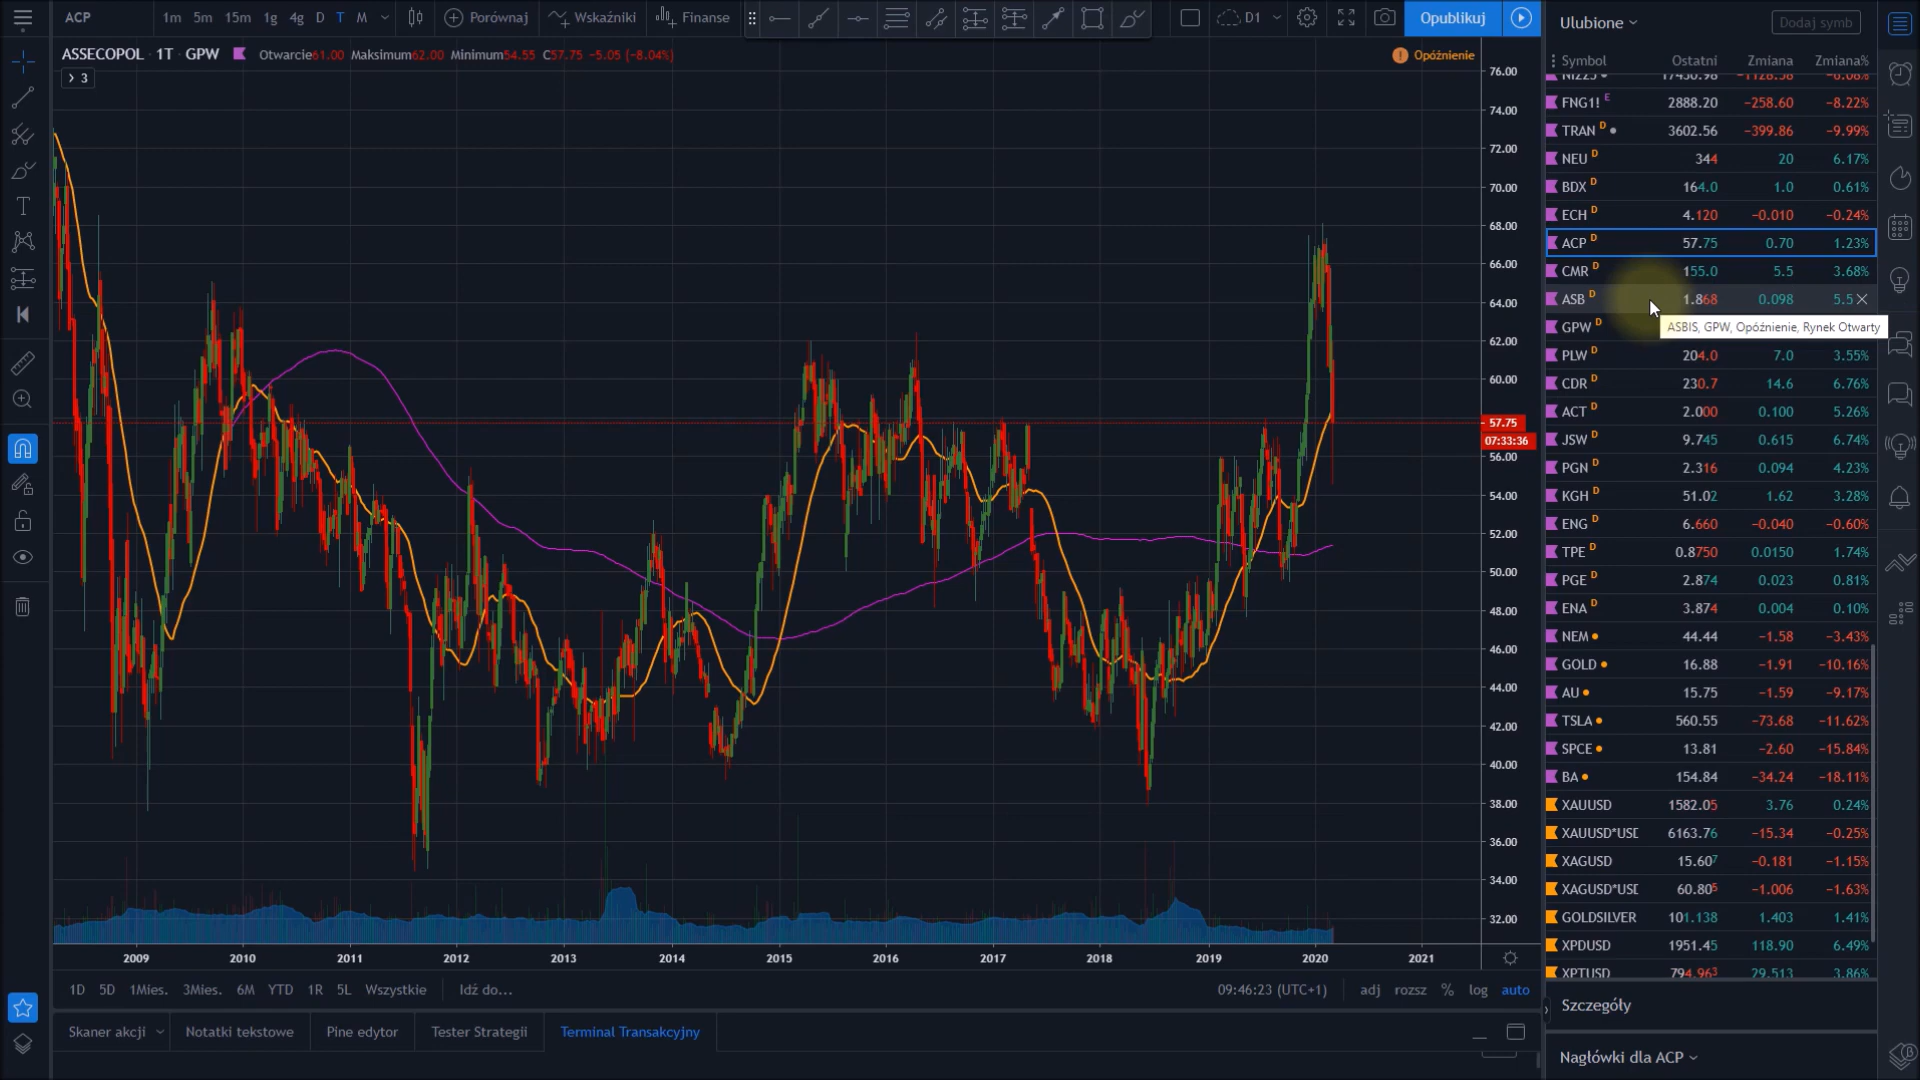 ACP 1m 5m 15m 1g 4g D T M Porównaj Wskaźniki Finanse D1 Opublikuj
ASSECOPOL · 1T · GPW Otwarcie61.00 Maksimum62.00 Minimum54.55 C57.75 −5.05 (−8.04%) Opóźnienie
3
76.00
74.00
72.00
70.00
68.00
66.00
64.00
62.00
60.00
57.75
07:33:36
56.00
54.00
52.00
50.00
48.00
46.00
44.00
42.00
40.00
38.00
36.00
34.00
32.00
2009 2010 2011 2012 2013 2014 2015 2016 2017 2018 2019 2020 2021
1D 5D 1Mies. 3Mies. 6M YTD 1R 5L Wszystkie Idź do... 09:46:23 (UTC+1) adj rozsz % log auto
Skaner akcji Notatki tekstowe Pine edytor Tester Strategii Terminal Transakcyjny
Ulubione Dodaj symb
Symbol Ostatni Zmiana Zmiana%
FNG1! E 2888.20 −258.60 −8.22%
TRAN D 3602.56 −399.86 −9.99%
NEU D 344 20 6.17%
BDX D 164.0 1.0 0.61%
ECH D 4.120 −0.010 −0.24%
ACP D 57.75 0.70 1.23%
CMR D 155.0 5.5 3.68%
ASB D 1.868 0.098 5.5
GPW D
ASBIS, GPW, Opóźnienie, Rynek Otwarty
PLW D 204.0 7.0 3.55%
CDR D 230.7 14.6 6.76%
ACT D 2.000 0.100 5.26%
JSW D 9.745 0.615 6.74%
PGN D 2.316 0.094 4.23%
KGH D 51.02 1.62 3.28%
ENG D 6.660 −0.040 −0.60%
TPE D 0.8750 0.0150 1.74%
PGE D 2.874 0.023 0.81%
ENA D 3.874 0.004 0.10%
NEM 44.44 −1.58 −3.43%
GOLD 16.88 −1.91 −10.16%
AU 15.75 −1.59 −9.17%
TSLA 560.55 −73.68 −11.62%
SPCE 13.81 −2.60 −15.84%
BA 154.84 −34.24 −18.11%
XAUUSD 1582.05 3.76 0.24%
XAUUSD*USD 6163.76 −15.34 −0.25%
XAGUSD 15.607 −0.181 −1.15%
XAGUSD*USD 60.805 −1.006 −1.63%
GOLDSILVER 101.138 1.403 1.41%
XPDUSD 1951.45 118.90 6.49%
XPTUSD 794.963 29.513 3.86%
Szczegóły
Nagłówki dla ACP